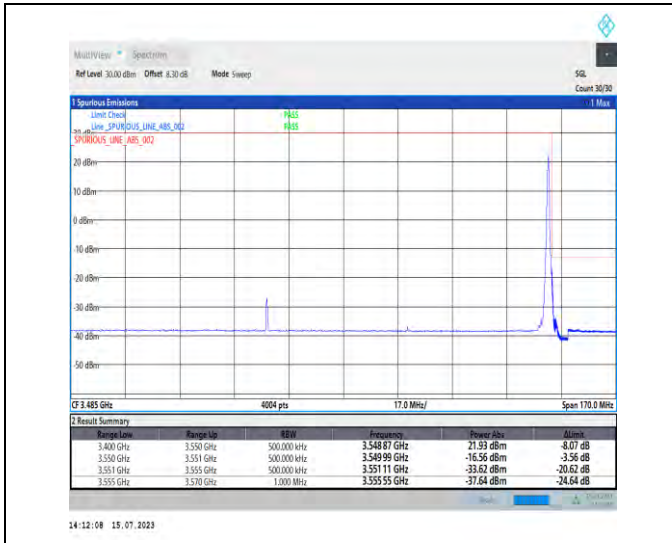 MultiView Spectrum
Ref Level 30.00 dBm Offset 8.30 dB Mode Sweep SGL
Count 30/30
1 Spurious Emissions 1 Max
Limit Check PASS
Line _SPURIOUS_LINE_ABS_002 PASS
SPURIOUS_LINE_ABS_002
20 dBm
10 dBm
0 dBm
-10 dBm
-20 dBm
-30 dBm
-40 dBm
-50 dBm
CF 3.485 GHz 4004 pts 17.0 MHz/ Span 170.0 MHz
2 Result Summary
Range Low Range Up RBW Frequency Power Abs ΔLimit
3.400 GHz 3.550 GHz 500.000 kHz 3.548 87 GHz 21.93 dBm -8.07 dB
3.550 GHz 3.551 GHz 500.000 kHz 3.549 99 GHz -16.56 dBm -3.56 dB
3.551 GHz 3.555 GHz 500.000 kHz 3.551 11 GHz -33.62 dBm -20.62 dB
3.555 GHz 3.570 GHz 1.000 MHz 3.555 55 GHz -37.64 dBm -24.64 dB
14:12:08 15.07.2023